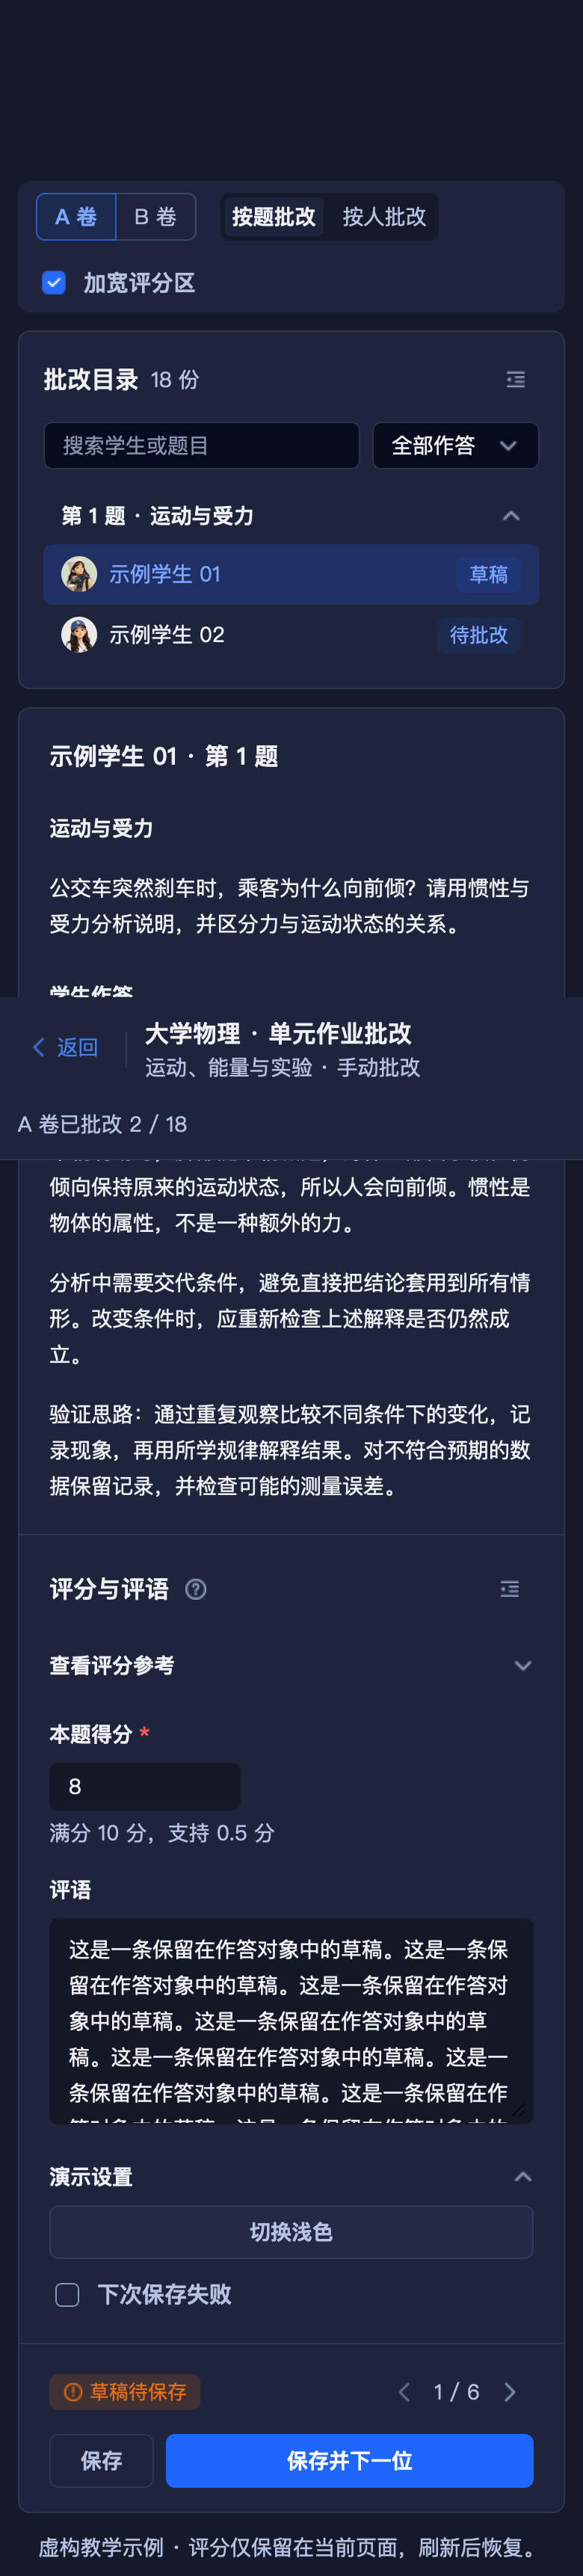 A 卷
B 卷
按题批改
按人批改
加宽评分区
批改目录 18 份
搜索学生或题目
全部作答
第 1 题 · 运动与受力
示例学生 01
草稿
示例学生 02
待批改
示例学生 01 · 第 1 题
运动与受力
公交车突然刹车时，乘客为什么向前倾？请用惯性与
受力分析说明，并区分力与运动状态的关系。
学生作答
返回
大学物理 · 单元作业批改
运动、能量与实验 · 手动批改
A 卷已批改 2 / 18
倾向保持原来的运动状态，所以人会向前倾。惯性是
物体的属性，不是一种额外的力。
分析中需要交代条件，避免直接把结论套用到所有情
形。改变条件时，应重新检查上述解释是否仍然成
立。
验证思路：通过重复观察比较不同条件下的变化，记
录现象，再用所学规律解释结果。对不符合预期的数
据保留记录，并检查可能的测量误差。
评分与评语
查看评分参考
本题得分 *
8
满分 10 分，支持 0.5 分
评语
这是一条保留在作答对象中的草稿。这是一条保
留在作答对象中的草稿。这是一条保留在作答对
象中的草稿。这是一条保留在作答对象中的草
稿。这是一条保留在作答对象中的草稿。这是一
条保留在作答对象中的草稿。这是一条保留在作
演示设置
切换浅色
下次保存失败
草稿待保存
1 / 6
保存
保存并下一位
虚构教学示例 · 评分仅保留在当前页面，刷新后恢复。